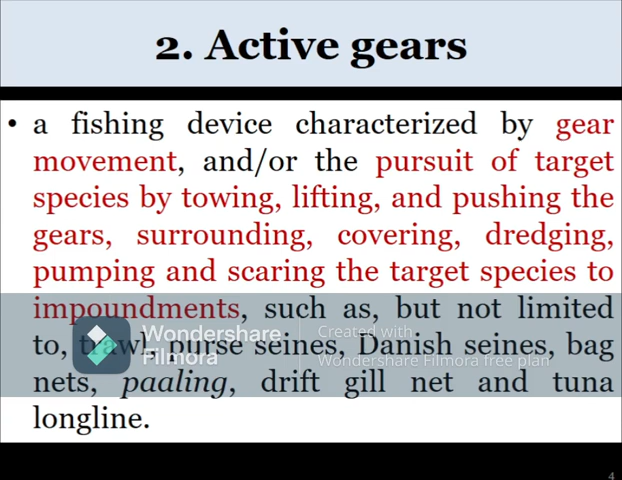 2. Active gears
• a fishing device characterized by gear
movement, and/or the pursuit of target
species by towing, lifting, and pushing the
gears, surrounding, covering, dredging,
pumping and scaring the target species to
impoundments, such as, but not limited
to, trawl, purse seines, Danish seines, bag
nets, paaling, drift gill net and tuna
longline.
Wondershare
Filmora
Created with
Wondershare Filmora free plan
4